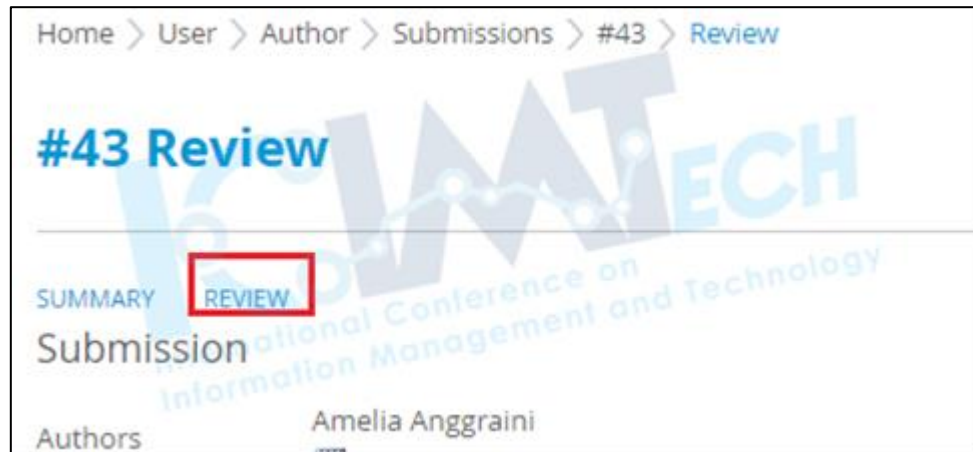 Home > User > Author > Submissions > #43 > Review
#43 Review
ICIMTECH
International Conference on
Information Management and Technology
SUMMARY REVIEW
Submission
Authors Amelia Anggraini